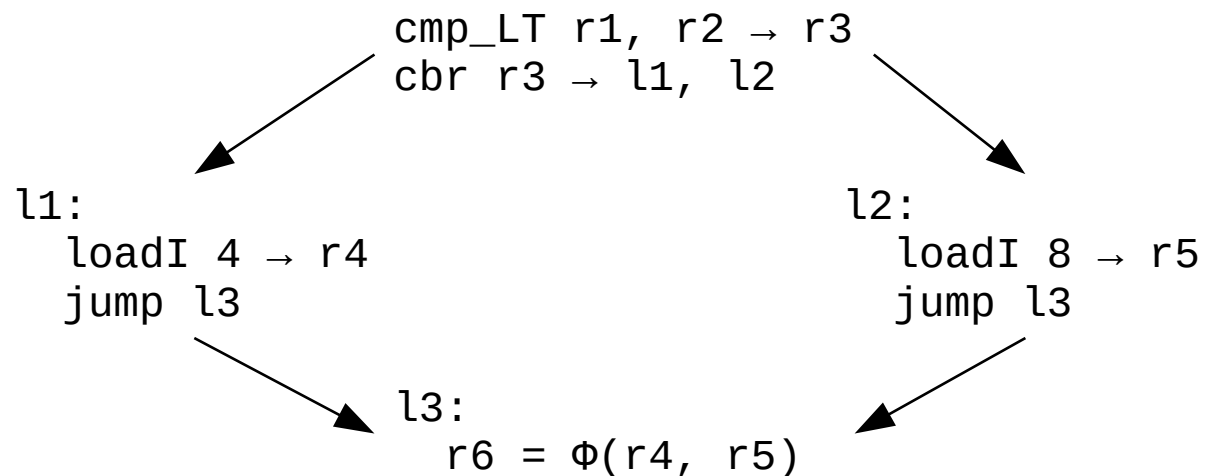 cmp_LT r1, r2 → r3
cbr r3 → l1, l2
l1:
loadI 4 → r4
jump l3
l2:
loadI 8 → r5
jump l3
l3:
r6 = Φ(r4, r5)